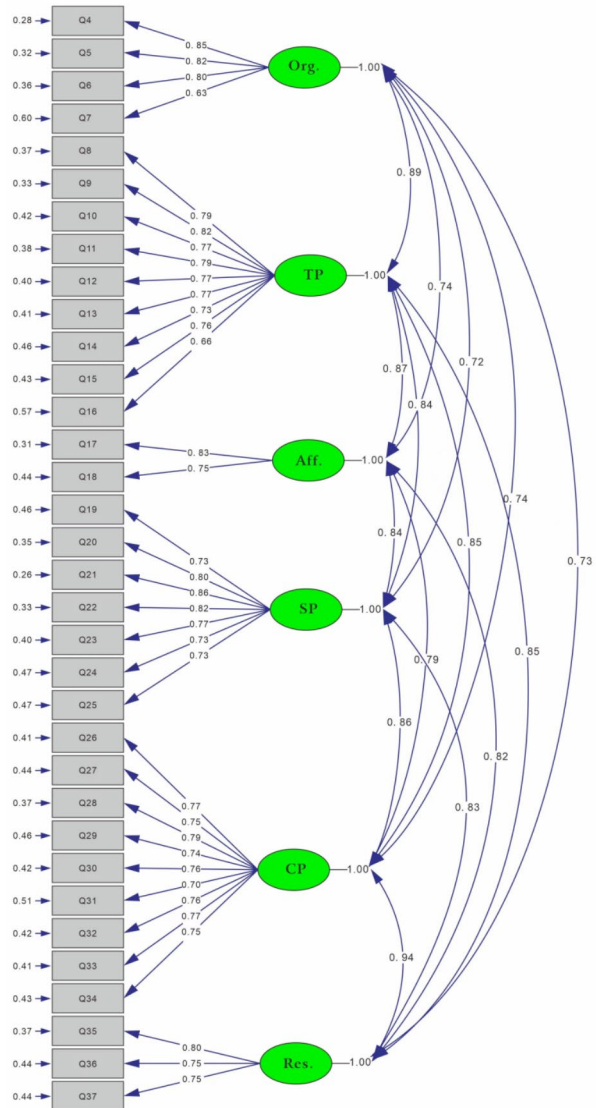 0.28 Q4
0.32 Q5
0.36 Q6
0.60 Q7
0.37 Q8
0.33 Q9
0.42 Q10
0.38 Q11
0.40 Q12
0.41 Q13
0.46 Q14
0.43 Q15
0.57 Q16
0.31 Q17
0.44 Q18
0.46 Q19
0.35 Q20
0.26 Q21
0.33 Q22
0.40 Q23
0.47 Q24
0.47 Q25
0.41 Q26
0.44 Q27
0.37 Q28
0.46 Q29
0.42 Q30
0.51 Q31
0.42 Q32
0.41 Q33
0.43 Q34
0.37 Q35
0.44 Q36
0.44 Q37
0.85
0.82
0.80
0.63
0.79
0.82
0.77
0.79
0.77
0.77
0.73
0.76
0.66
0.83
0.75
0.73
0.80
0.86
0.82
0.77
0.73
0.73
0.77
0.75
0.79
0.74
0.76
0.70
0.76
0.77
0.75
0.80
0.75
0.75
Org. 1.00
TP 1.00
Aff. 1.00
SP 1.00
CP 1.00
Res. 1.00
0.89
0.74
0.72
0.87
0.84
0.74
0.84
0.85
0.73
0.79
0.85
0.86
0.82
0.83
0.94